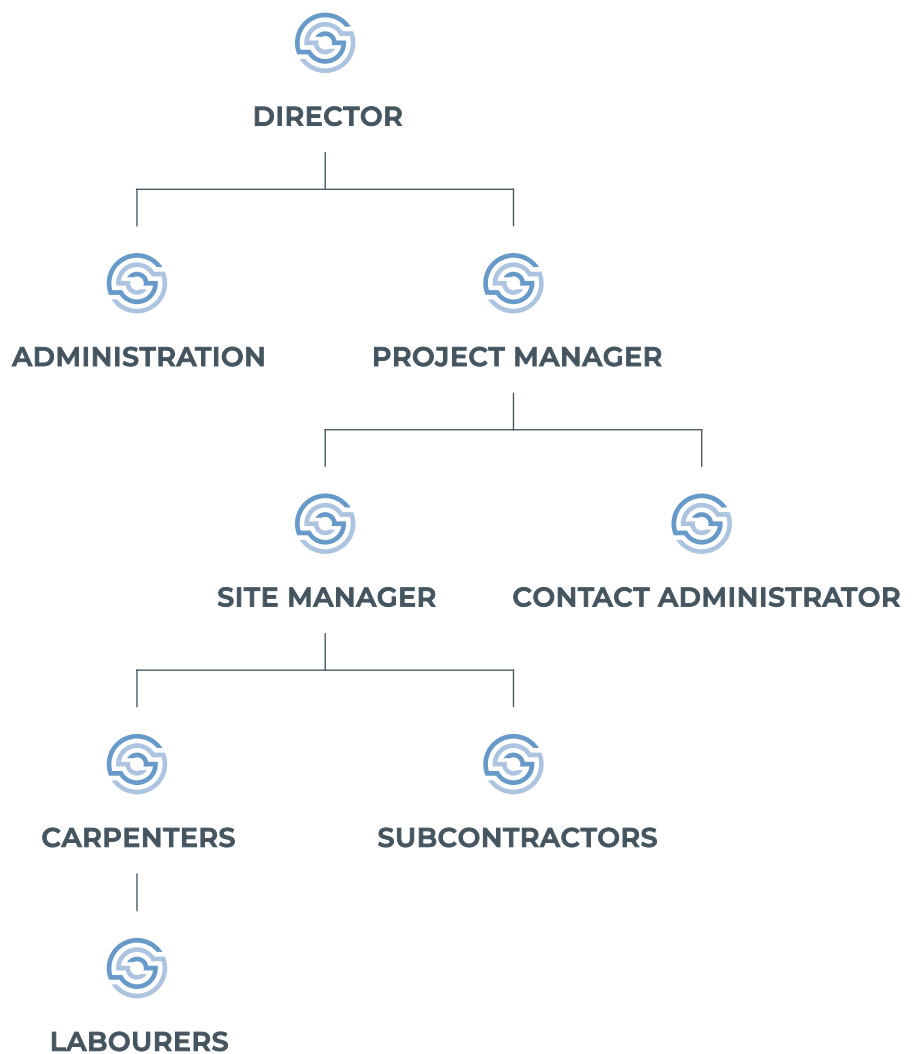 DIRECTOR
ADMINISTRATION
PROJECT MANAGER
SITE MANAGER
CONTACT ADMINISTRATOR
CARPENTERS
SUBCONTRACTORS
LABOURERS